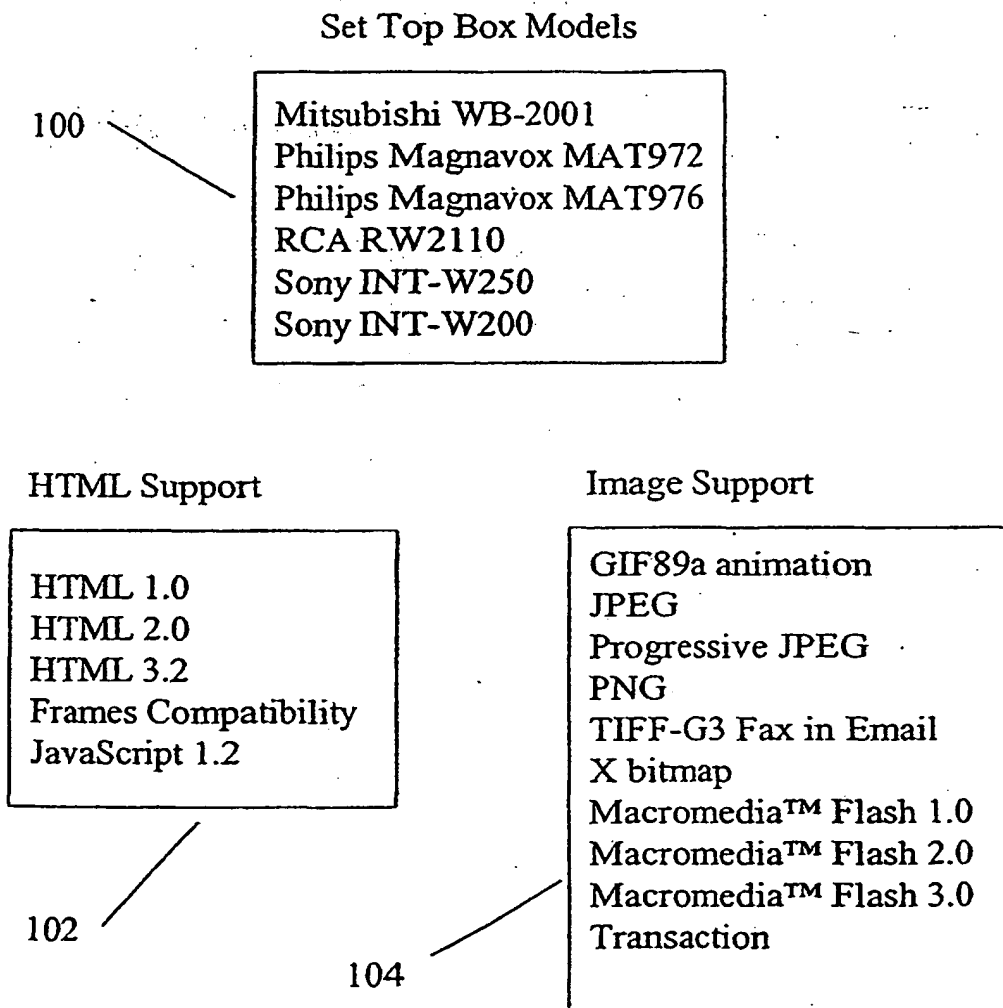 Set Top Box Models
100
Mitsubishi WB-2001
Philips Magnavox MAT972
Philips Magnavox MAT976
RCA RW2110
Sony INT-W250
Sony INT-W200
HTML Support
HTML 1.0
HTML 2.0
HTML 3.2
Frames Compatibility
JavaScript 1.2
102
Image Support
GIF89a animation
JPEG
Progressive JPEG
PNG
TIFF-G3 Fax in Email
X bitmap
Macromedia™ Flash 1.0
Macromedia™ Flash 2.0
Macromedia™ Flash 3.0
Transaction
104